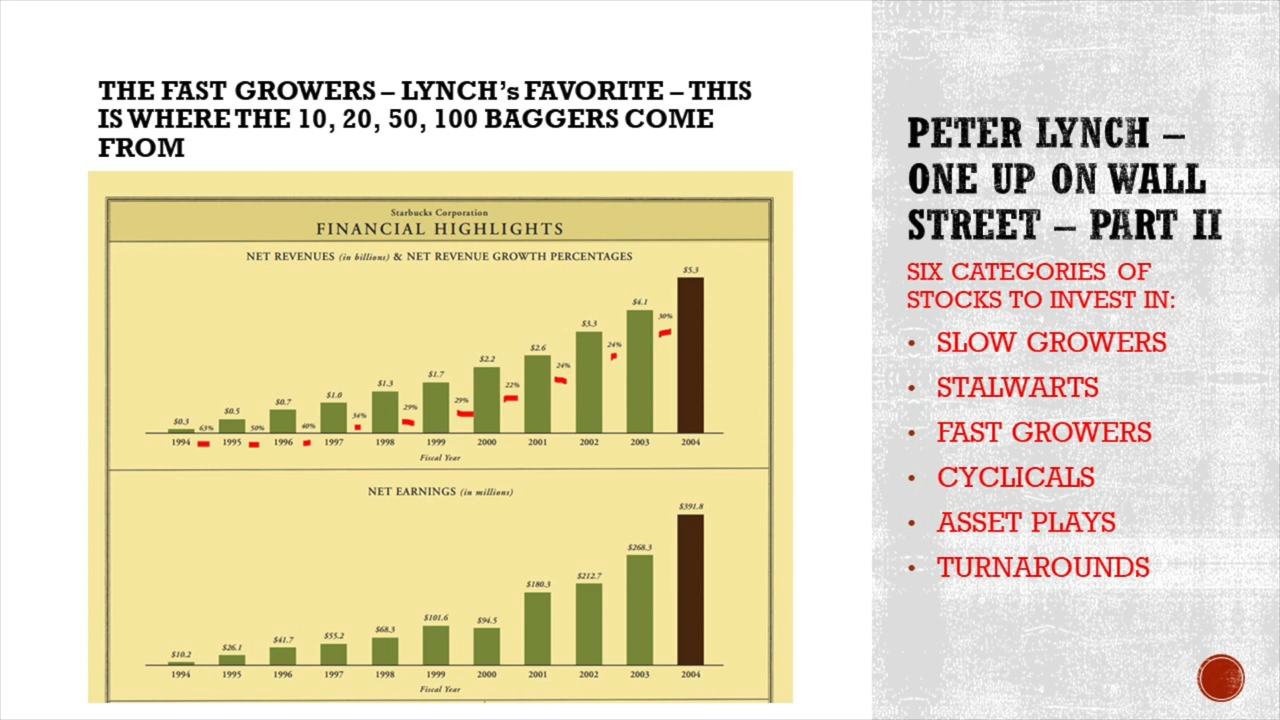 THE FAST GROWERS – LYNCH's FAVORITE – THIS
IS WHERE THE 10, 20, 50, 100 BAGGERS COME
FROM
Starbucks Corporation
FINANCIAL HIGHLIGHTS
NET REVENUES (in billions) & NET REVENUE GROWTH PERCENTAGES
$0.3 63% $0.5 50% $0.7 40% $1.0 34% $1.3 29% $1.7 29% $2.2 22% $2.6 24% $3.3 24% $4.1 30% $5.3
1994 1995 1996 1997 1998 1999 2000 2001 2002 2003 2004
Fiscal Year
NET EARNINGS (in millions)
$10.2 $26.1 $41.7 $55.2 $68.3 $101.6 $94.5 $180.3 $212.7 $268.3 $391.8
1994 1995 1996 1997 1998 1999 2000 2001 2002 2003 2004
Fiscal Year
PETER LYNCH –
ONE UP ON WALL
STREET – PART II
SIX CATEGORIES OF
STOCKS TO INVEST IN:
• SLOW GROWERS
• STALWARTS
• FAST GROWERS
• CYCLICALS
• ASSET PLAYS
• TURNAROUNDS